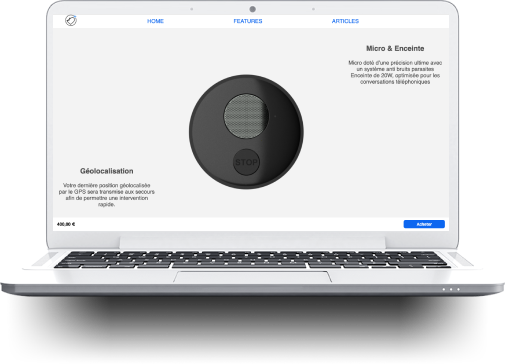 HOME FEATURES ARTICLES
Micro & Enceinte
Micro doté d'une précision ultime avec
un système anti bruits parasites
Enceinte de 20W, optimisée pour les
conversations téléphoniques
STOP
Géolocalisation
Votre dernière position géolocalisée
par le GPS sera transmise aux secours
afin de permettre une intervention
rapide.
400,00 € Acheter